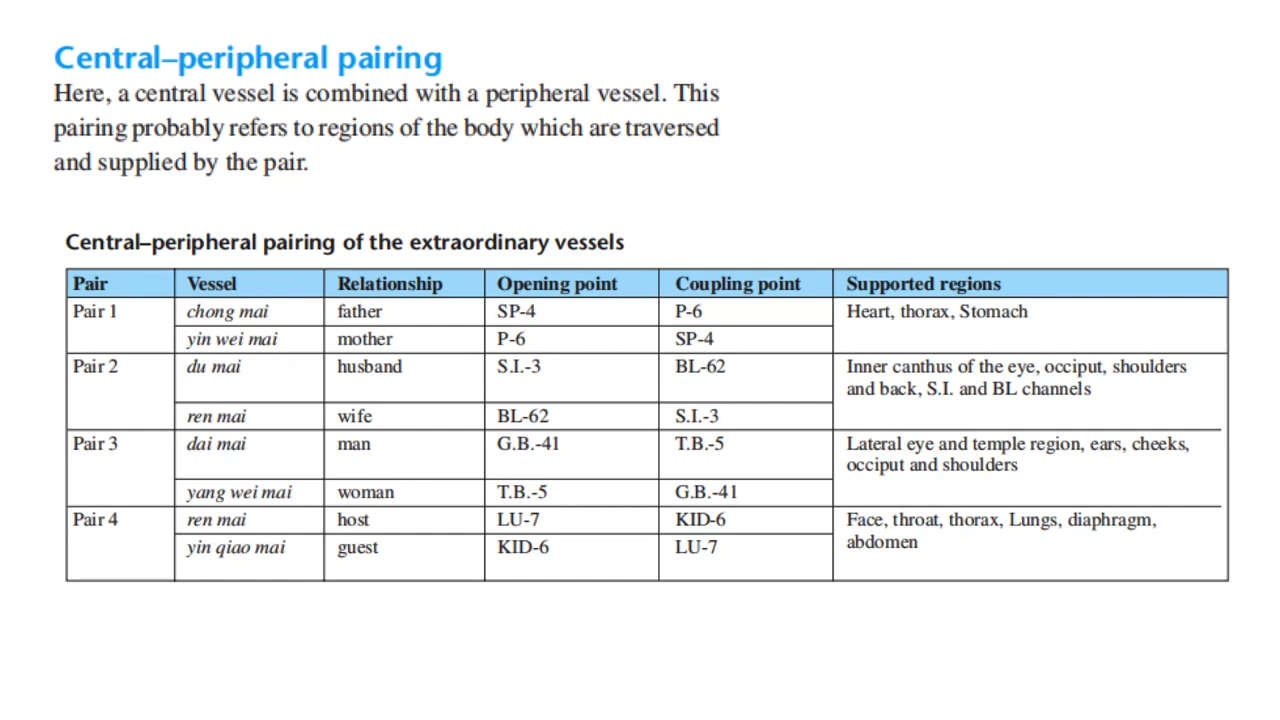 Central–peripheral pairing
Here, a central vessel is combined with a peripheral vessel. This
pairing probably refers to regions of the body which are traversed
and supplied by the pair.
Central–peripheral pairing of the extraordinary vessels
Pair Vessel Relationship Opening point Coupling point Supported regions
Pair 1 chong mai father SP-4 P-6 Heart, thorax, Stomach
yin wei mai mother P-6 SP-4
Pair 2 du mai husband S.I.-3 BL-62 Inner canthus of the eye, occiput, shoulders
and back, S.I. and BL channels
ren mai wife BL-62 S.I.-3
Pair 3 dai mai man G.B.-41 T.B.-5 Lateral eye and temple region, ears, cheeks,
occiput and shoulders
yang wei mai woman T.B.-5 G.B.-41
Pair 4 ren mai host LU-7 KID-6 Face, throat, thorax, Lungs, diaphragm,
abdomen
yin qiao mai guest KID-6 LU-7